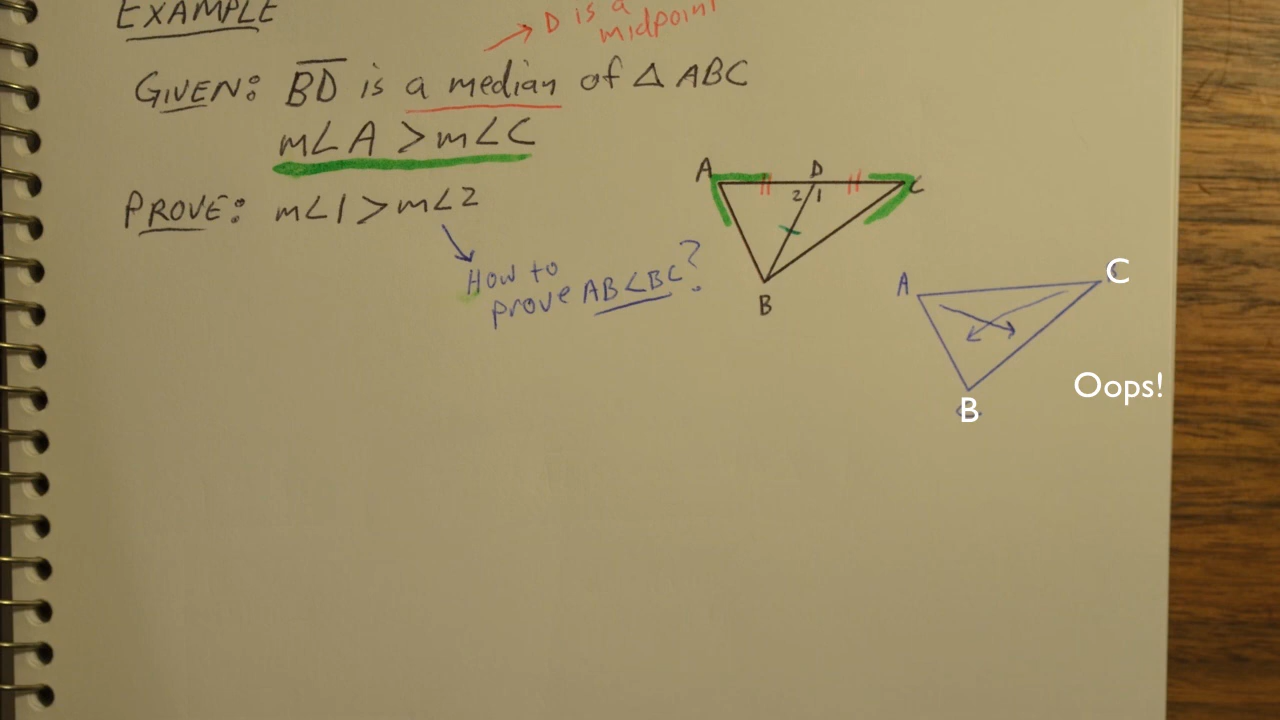 EXAMPLE
D is a
midpoint
GIVEN: BD is a median of △ ABC
m∠A > m∠C
PROVE: m∠1 > m∠2
How to
prove AB<BC?
A D C
2 1
B
A C
Oops!
B